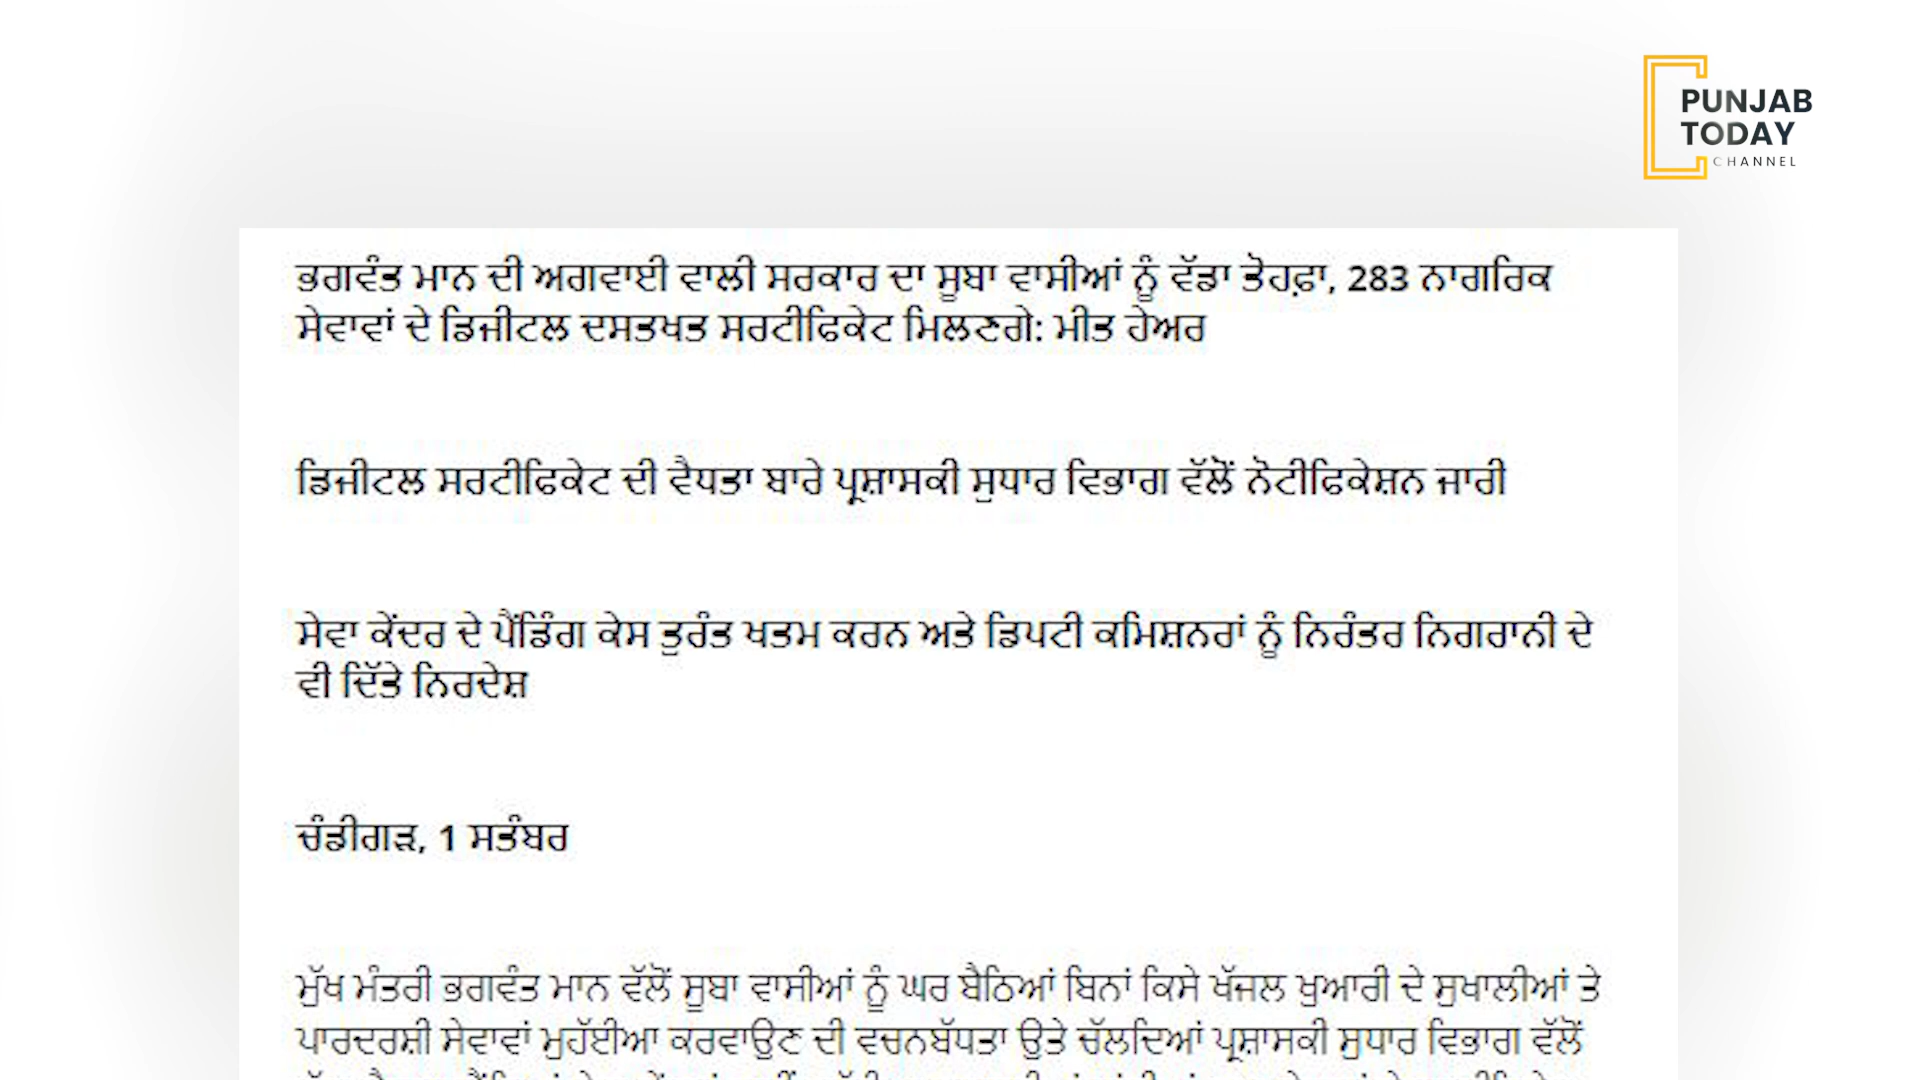 PUNJAB
TODAY
CHANNEL
ਭਗਵੰਤ ਮਾਨ ਦੀ ਅਗਵਾਈ ਵਾਲੀ ਸਰਕਾਰ ਦਾ ਸੂਬਾ ਵਾਸੀਆਂ ਨੂੰ ਵੱਡਾ ਤੋਹਫ਼ਾ, 283 ਨਾਗਰਿਕ
ਸੇਵਾਵਾਂ ਦੇ ਡਿਜੀਟਲ ਦਸਤਖਤ ਸਰਟੀਫਿਕੇਟ ਮਿਲਣਗੇ: ਮੀਤ ਹੇਅਰ
ਡਿਜੀਟਲ ਸਰਟੀਫਿਕੇਟ ਦੀ ਵੈਧਤਾ ਬਾਰੇ ਪ੍ਰਸ਼ਾਸਕੀ ਸੁਧਾਰ ਵਿਭਾਗ ਵੱਲੋਂ ਨੋਟੀਫਿਕੇਸ਼ਨ ਜਾਰੀ
ਸੇਵਾ ਕੇਂਦਰ ਦੇ ਪੈਂਡਿੰਗ ਕੇਸ ਤੁਰੰਤ ਖਤਮ ਕਰਨ ਅਤੇ ਡਿਪਟੀ ਕਮਿਸ਼ਨਰਾਂ ਨੂੰ ਨਿਰੰਤਰ ਨਿਗਰਾਨੀ ਦੇ
ਵੀ ਦਿੱਤੇ ਨਿਰਦੇਸ਼
ਚੰਡੀਗੜ, 1 ਸਤੰਬਰ
ਮੁੱਖ ਮੰਤਰੀ ਭਗਵੰਤ ਮਾਨ ਵੱਲੋਂ ਸੂਬਾ ਵਾਸੀਆਂ ਨੂੰ ਘਰ ਬੈਠਿਆਂ ਬਿਨਾਂ ਕਿਸੇ ਖੱਜਲ ਖੁਆਰੀ ਦੇ ਸੁਖਾਲੀਆਂ ਤੇ
ਪਾਰਦਰਸ਼ੀ ਸੇਵਾਵਾਂ ਮੁਹੱਈਆ ਕਰਵਾਉਣ ਦੀ ਵਚਨਬੱਧਤਾ ਉਤੇ ਚੱਲਦਿਆਂ ਪ੍ਰਸ਼ਾਸਕੀ ਸੁਧਾਰ ਵਿਭਾਗ ਵੱਲੋਂ